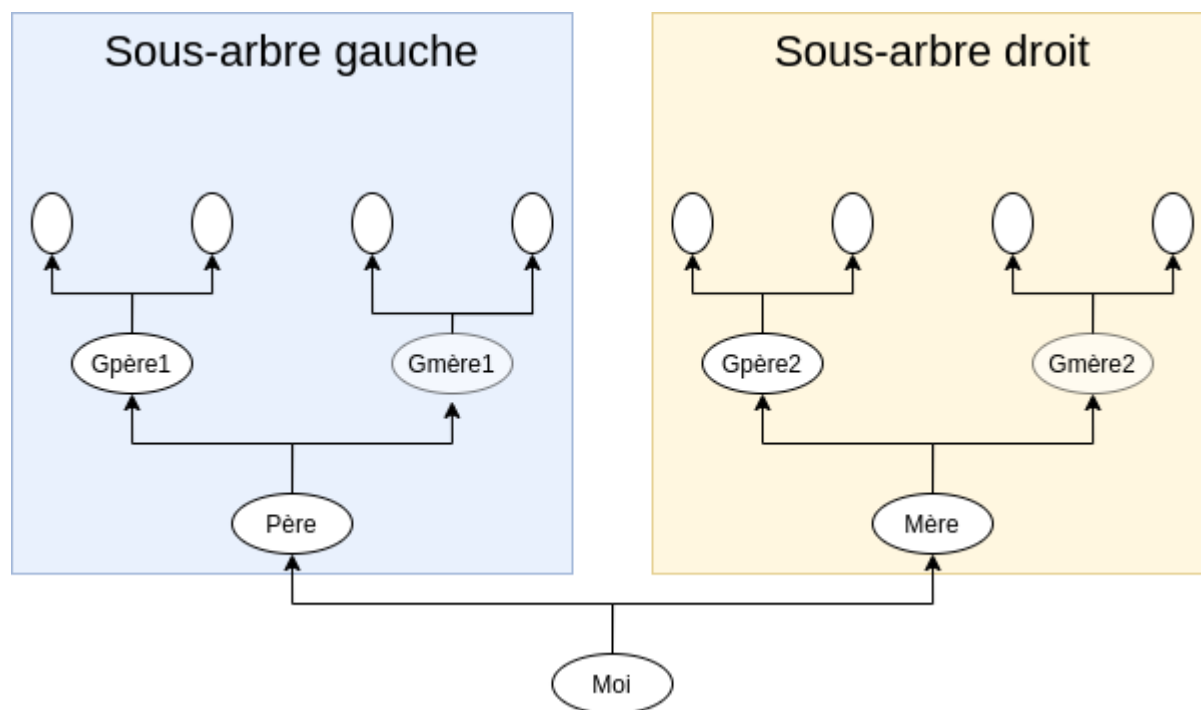 Sous-arbre gauche
Sous-arbre droit
Gpère1
Gmère1
Gpère2
Gmère2
Père
Mère
Moi